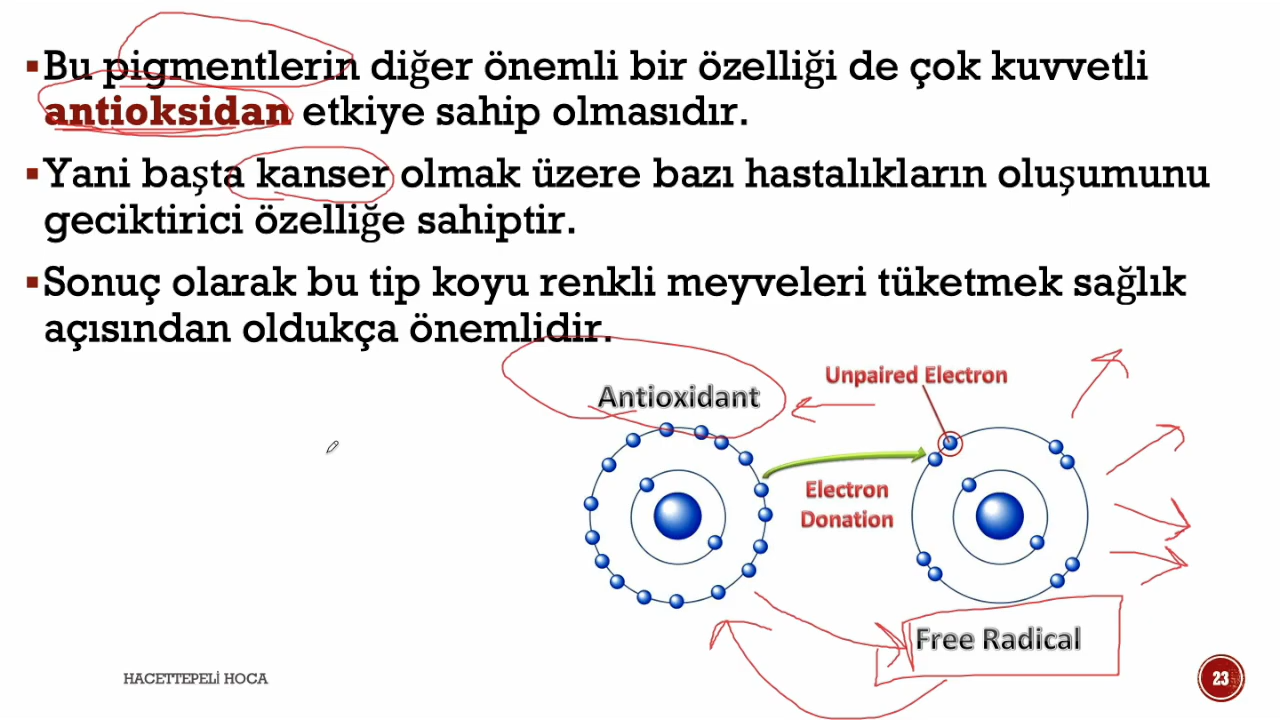 ▪Bu pigmentlerin diğer önemli bir özelliği de çok kuvvetli
antioksidan etkiye sahip olmasıdır.
▪Yani başta kanser olmak üzere bazı hastalıkların oluşumunu
geciktirici özelliğe sahiptir.
▪Sonuç olarak bu tip koyu renkli meyveleri tüketmek sağlık
açısından oldukça önemlidir.
Unpaired Electron
Antioxidant
Electron
Donation
Free Radical
HACETTEPELİ HOCA
23